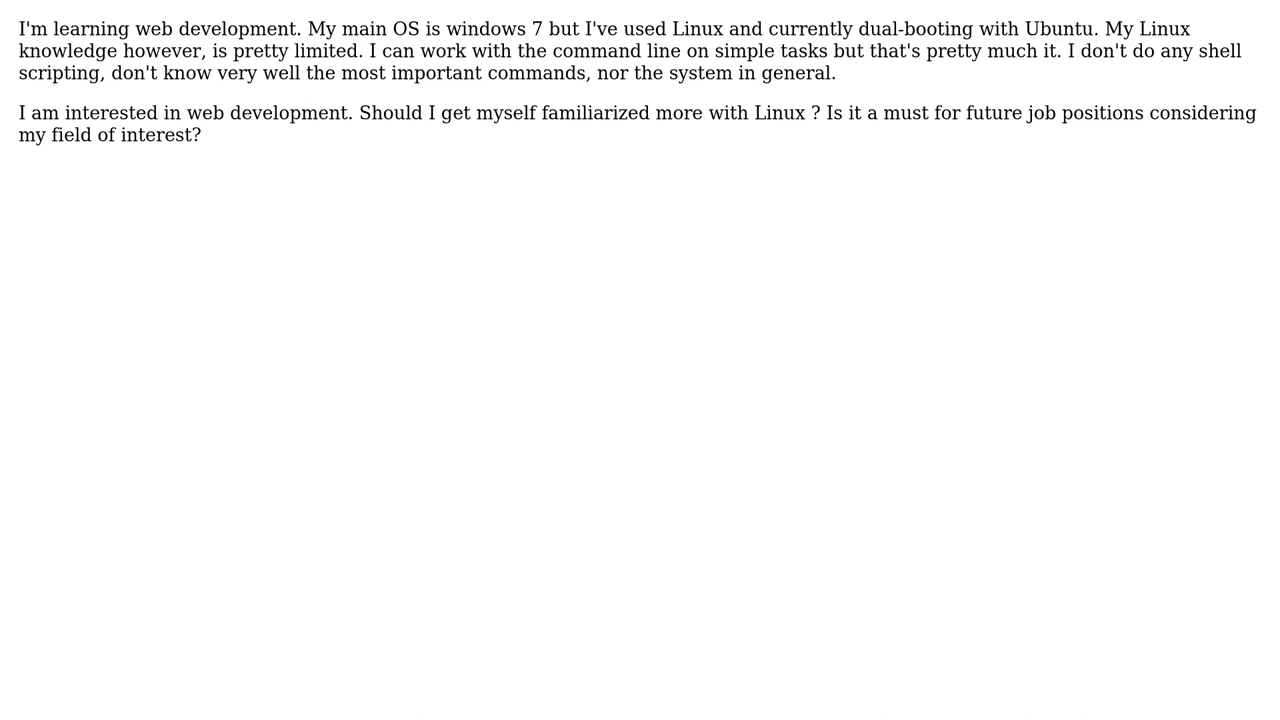 I'm learning web development. My main OS is windows 7 but I've used Linux and currently dual-booting with Ubuntu. My Linux
knowledge however, is pretty limited. I can work with the command line on simple tasks but that's pretty much it. I don't do any shell
scripting, don't know very well the most important commands, nor the system in general.
I am interested in web development. Should I get myself familiarized more with Linux ? Is it a must for future job positions considering
my field of interest?